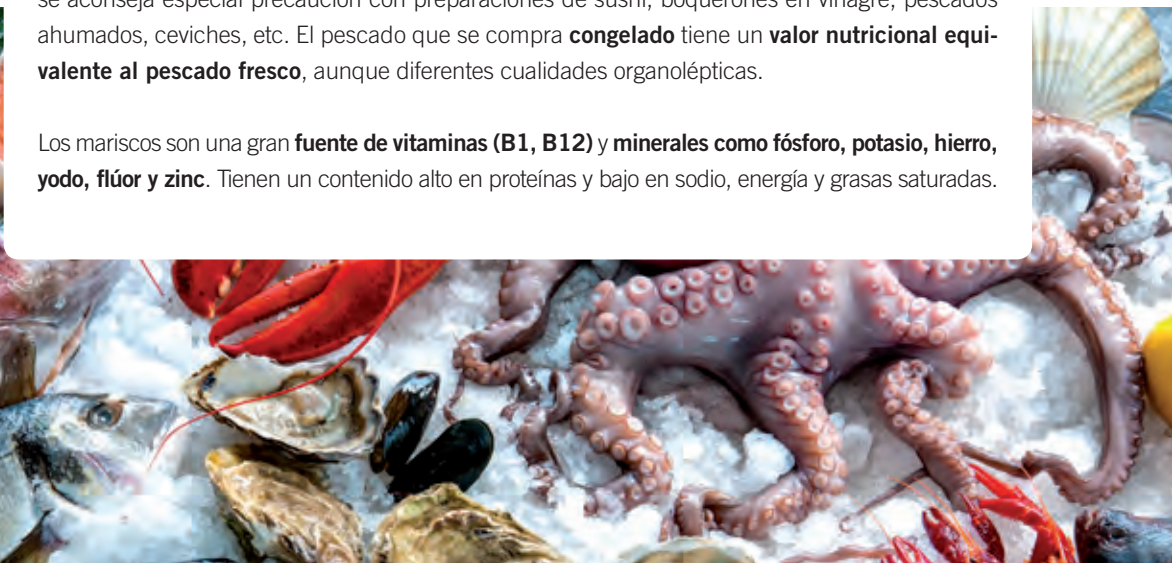 se aconseja especial precaución con preparaciones de sushi, boquerones en vinagre, pescados
ahumados, ceviches, etc. El pescado que se compra congelado tiene un valor nutricional equi-
valente al pescado fresco, aunque diferentes cualidades organolépticas.
Los mariscos son una gran fuente de vitaminas (B1, B12) y minerales como fósforo, potasio, hierro,
yodo, flúor y zinc. Tienen un contenido alto en proteínas y bajo en sodio, energía y grasas saturadas.